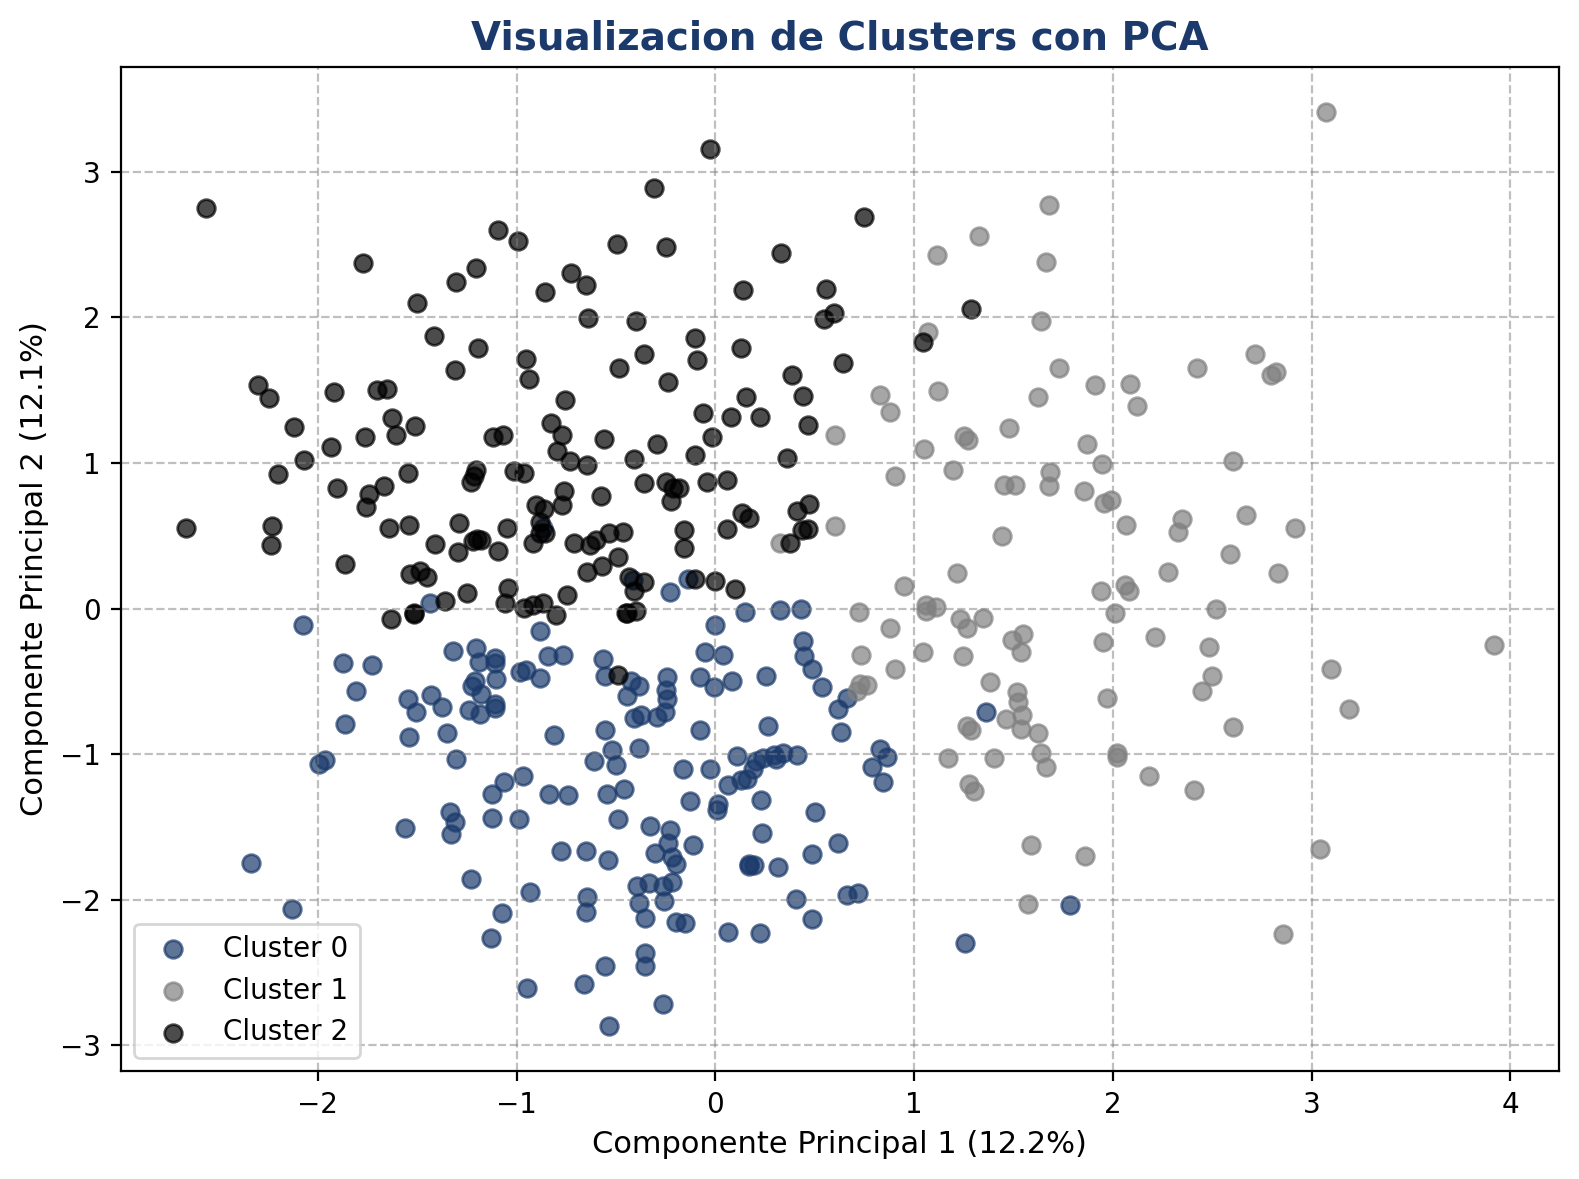 Visualizacion de Clusters con PCA
Componente Principal 2 (12.1%)
3
2
1
0
−1
−2
−3
Cluster 0
Cluster 1
Cluster 2
−2 −1 0 1 2 3 4
Componente Principal 1 (12.2%)